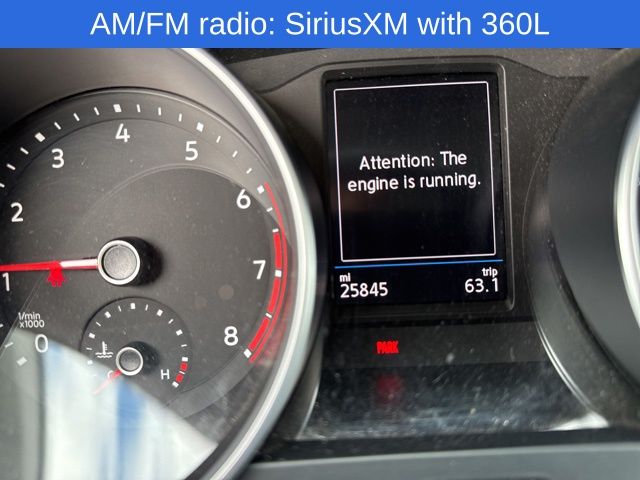 AM/FM radio: SiriusXM with 360L
Attention: The
engine is running.
mi
25845
trip
63.1
PARK
1
2
3
4
5
6
7
8
1/min
x1000
0
C
H